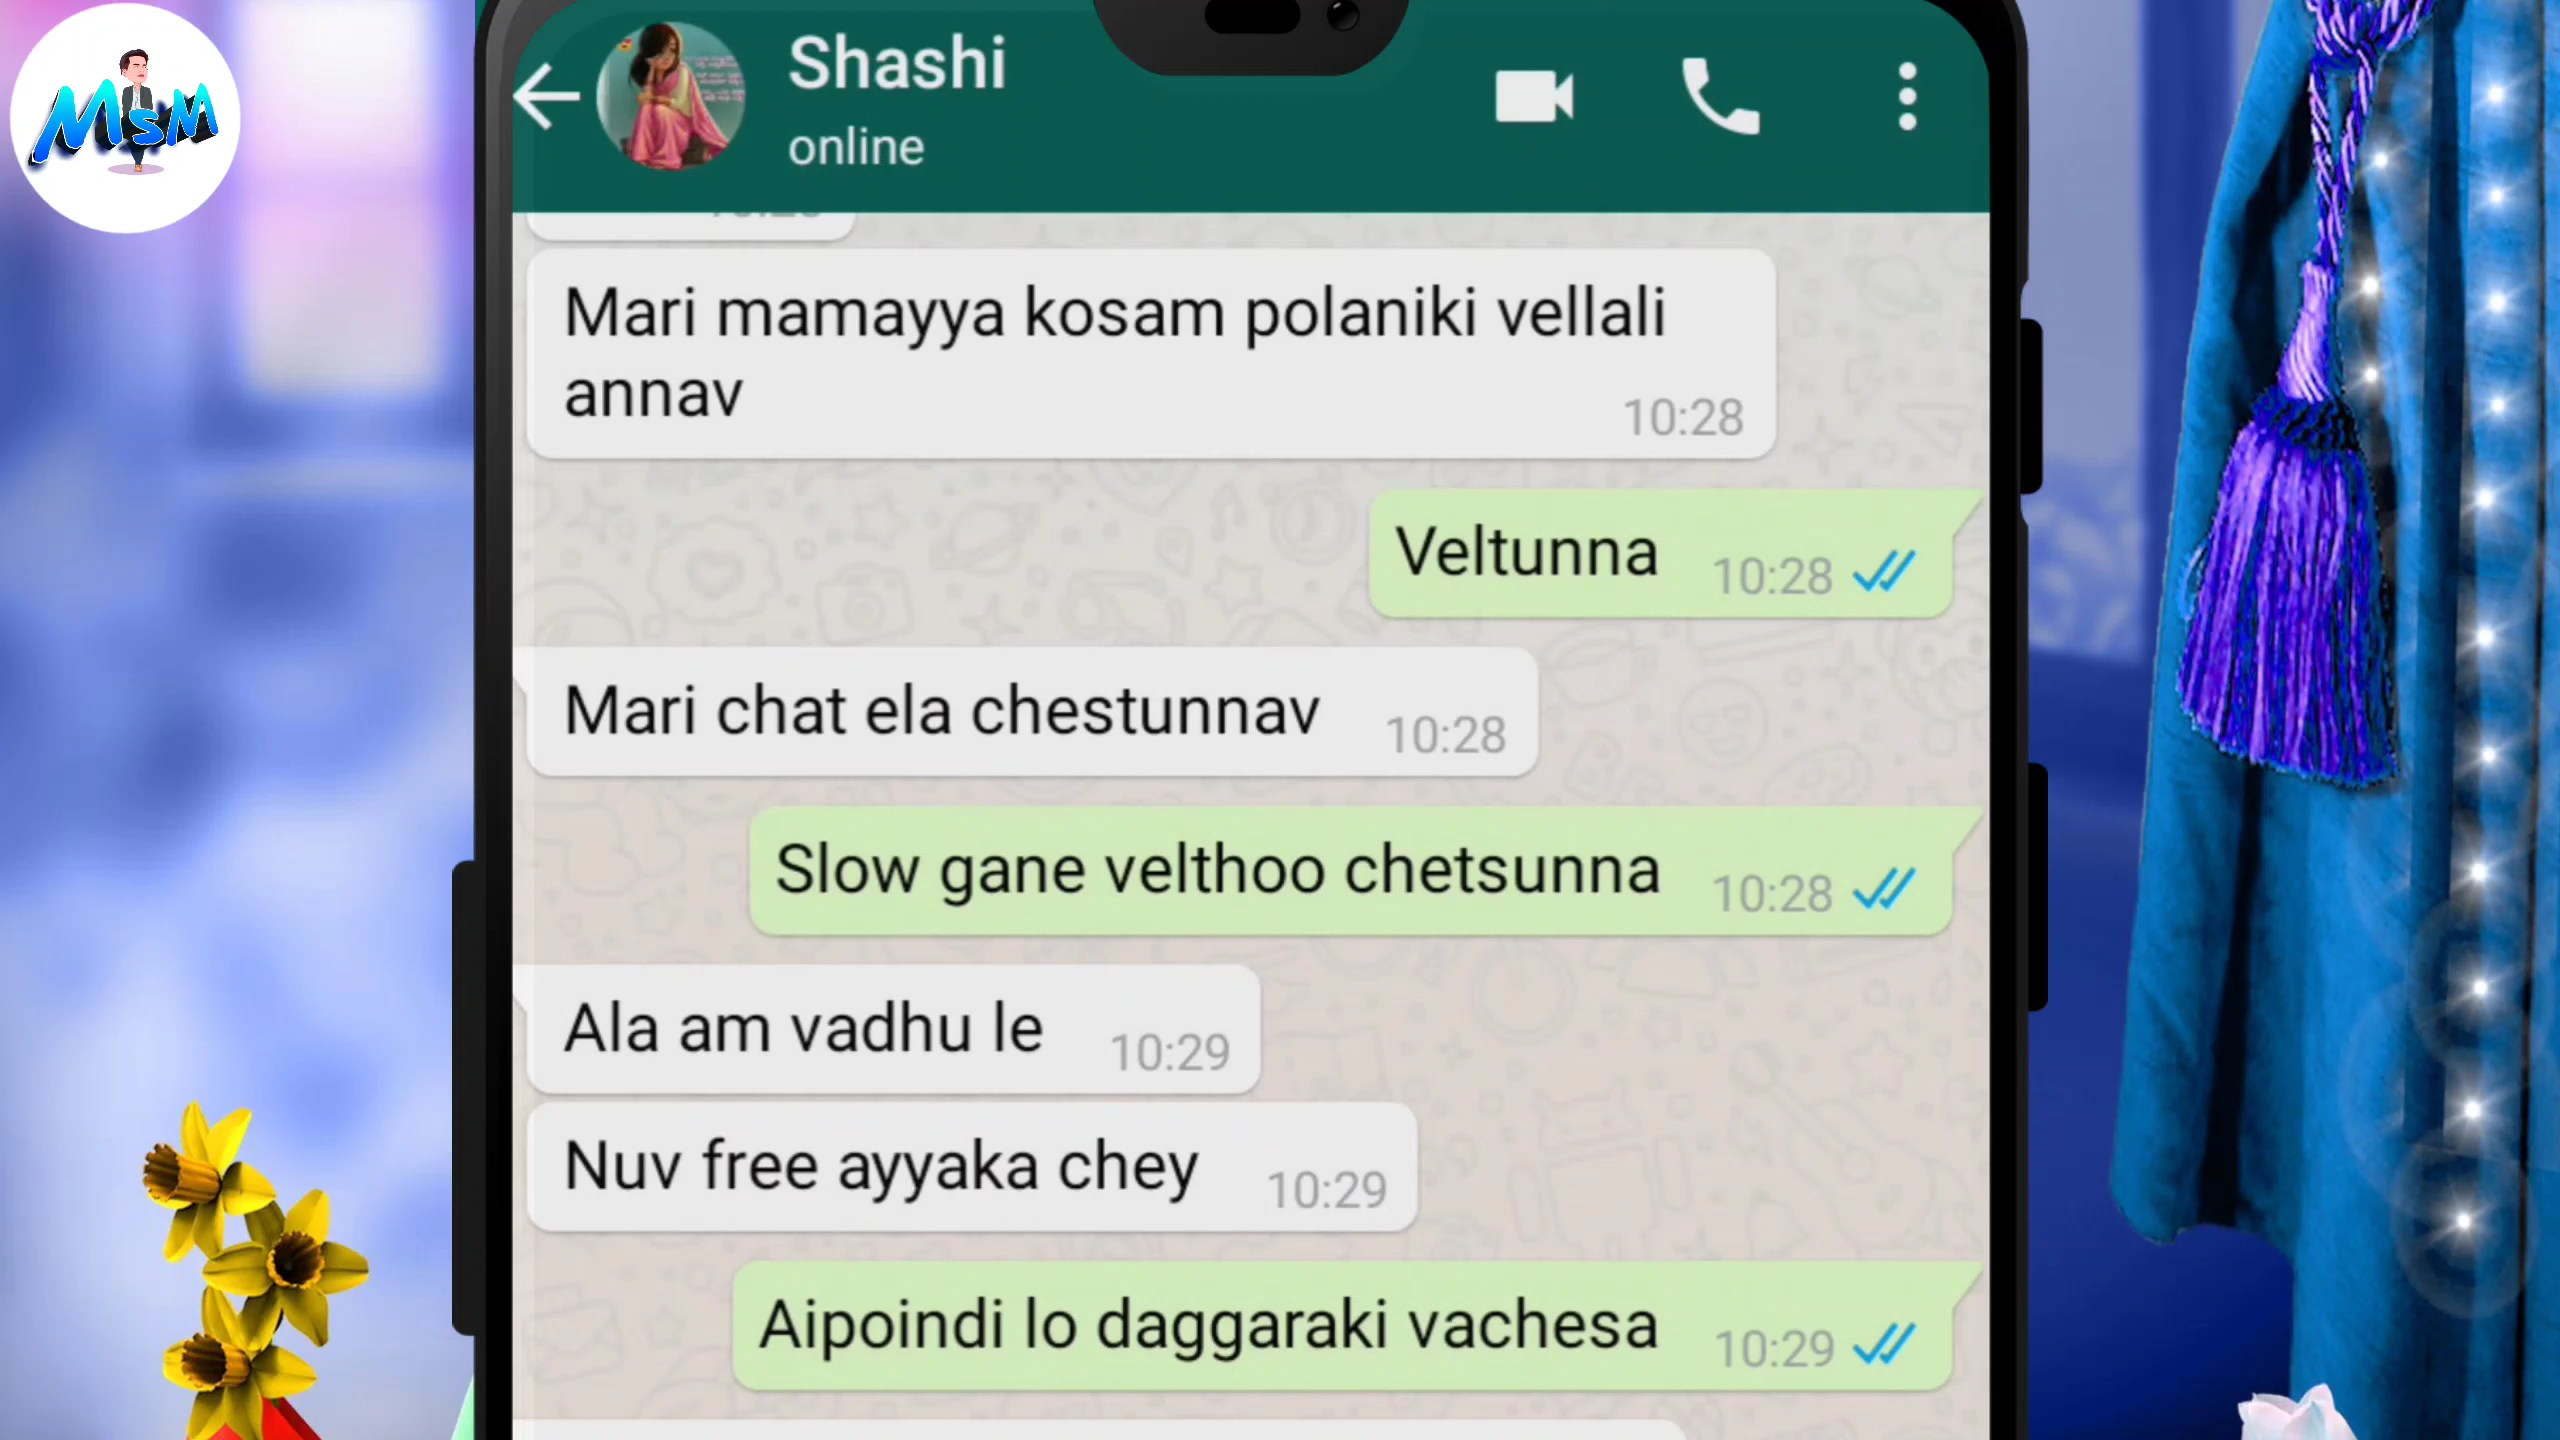 MsM
Shashi
online
Mari mamayya kosam polaniki vellali
annav
10:28
Veltunna 10:28
Mari chat ela chestunnav 10:28
Slow gane velthoo chetsunna 10:28
Ala am vadhu le 10:29
Nuv free ayyaka chey 10:29
Aipoindi lo daggaraki vachesa 10:29